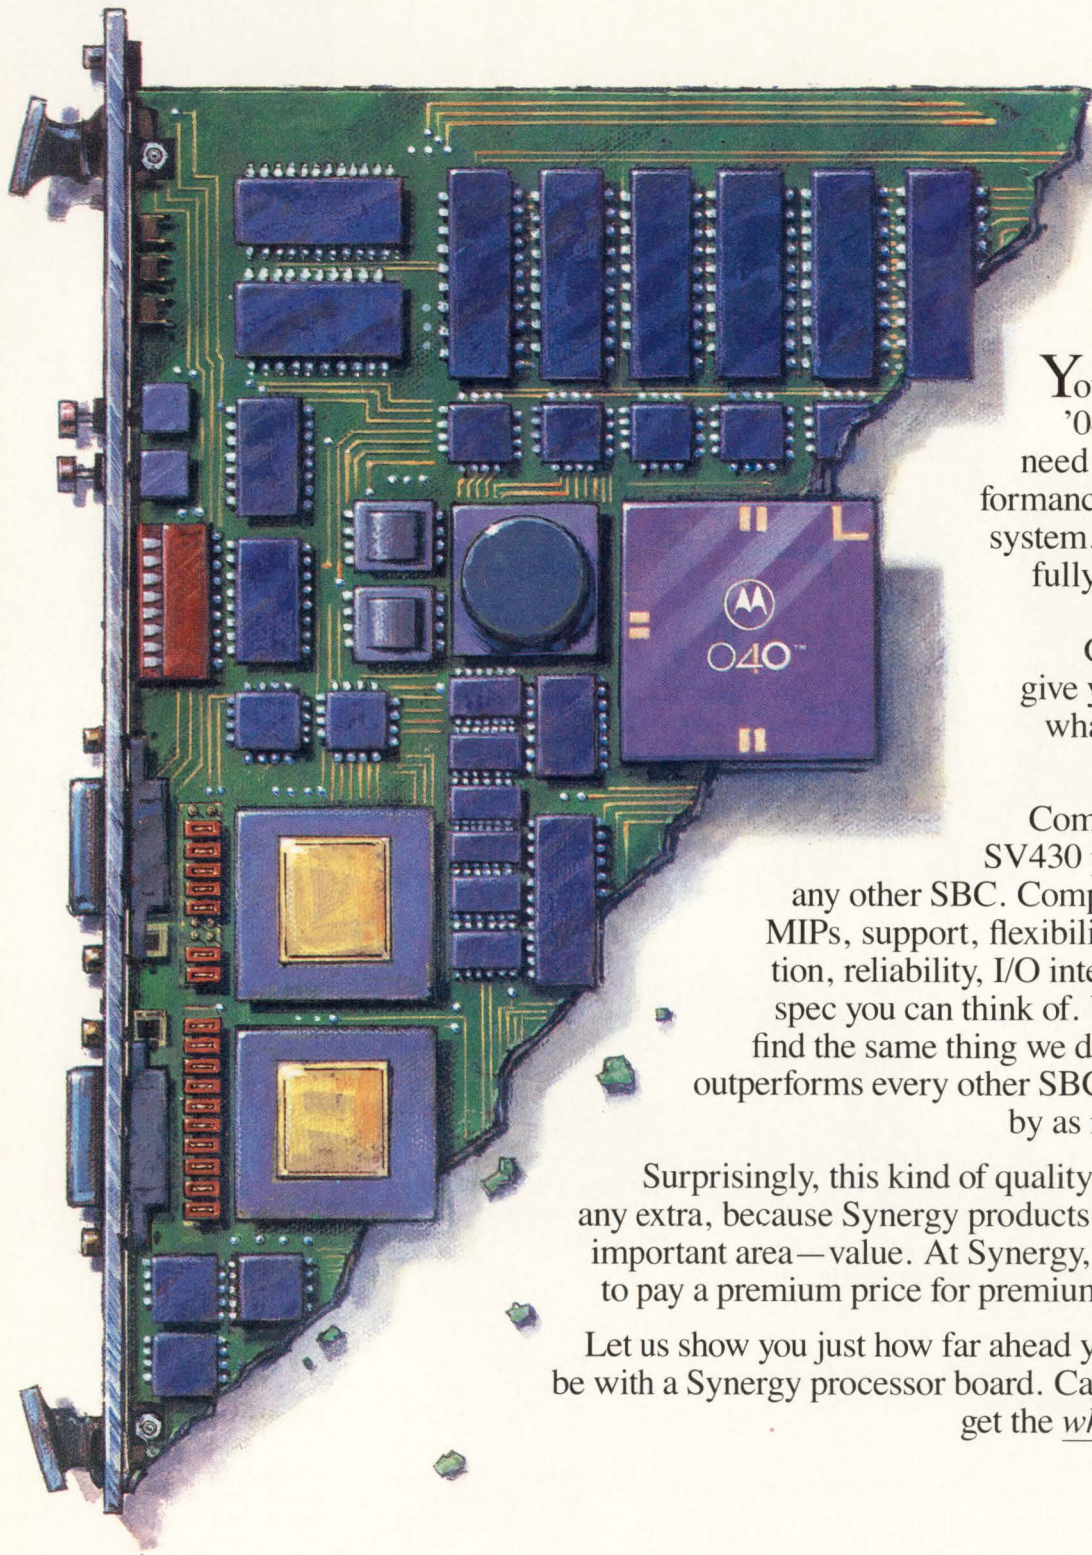 040™
Yo
'0
need
formanc
system.
fully
give y
wha
Com
SV430
any other SBC. Comp
MIPs, support, flexibili
tion, reliability, I/O inte
spec you can think of.
find the same thing we d
outperforms every other SBC
by as
Surprisingly, this kind of quality
any extra, because Synergy products
important area—value. At Synergy,
to pay a premium price for premium
Let us show you just how far ahead y
be with a Synergy processor board. Ca
get the wh